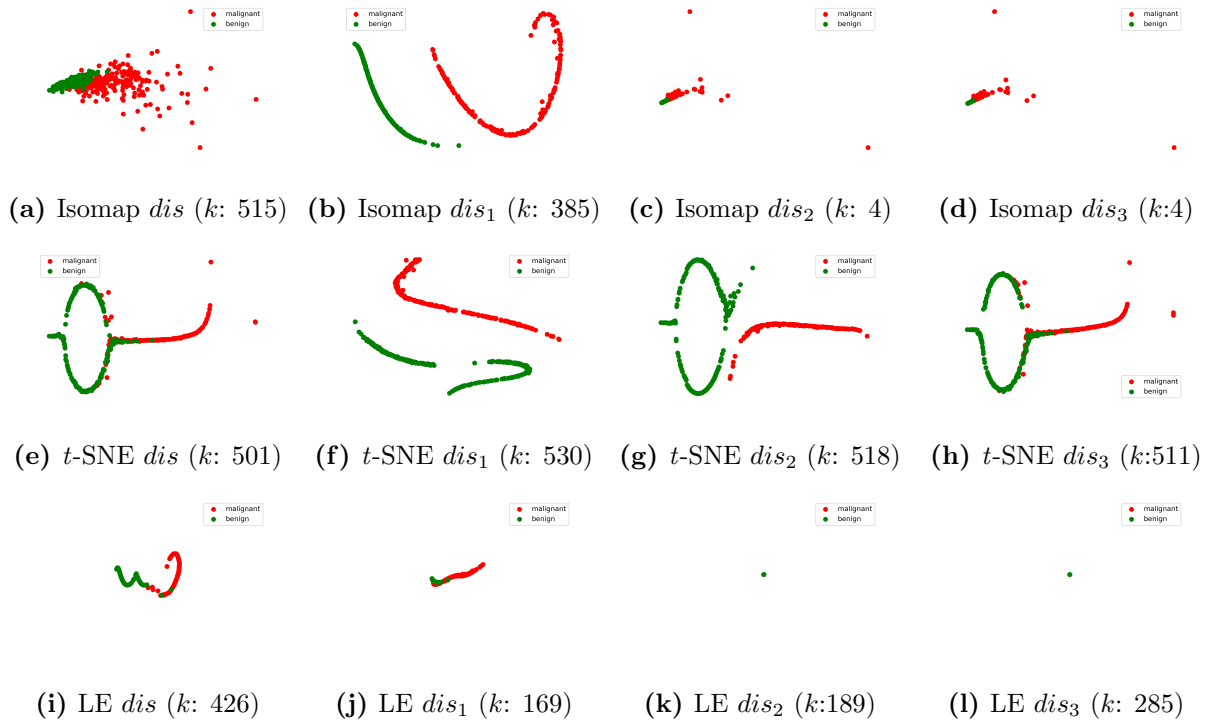 malignant
benign
malignant
benign
malignant
benign
malignant
benign
(a) Isomap dis (k: 515)
(b) Isomap dis₁ (k: 385)
(c) Isomap dis₂ (k: 4)
(d) Isomap dis₃ (k:4)
malignant
benign
malignant
benign
malignant
benign
malignant
benign
(e) t-SNE dis (k: 501)
(f) t-SNE dis₁ (k: 530)
(g) t-SNE dis₂ (k: 518)
(h) t-SNE dis₃ (k:511)
malignant
benign
malignant
benign
malignant
benign
malignant
benign
(i) LE dis (k: 426)
(j) LE dis₁ (k: 169)
(k) LE dis₂ (k:189)
(l) LE dis₃ (k: 285)